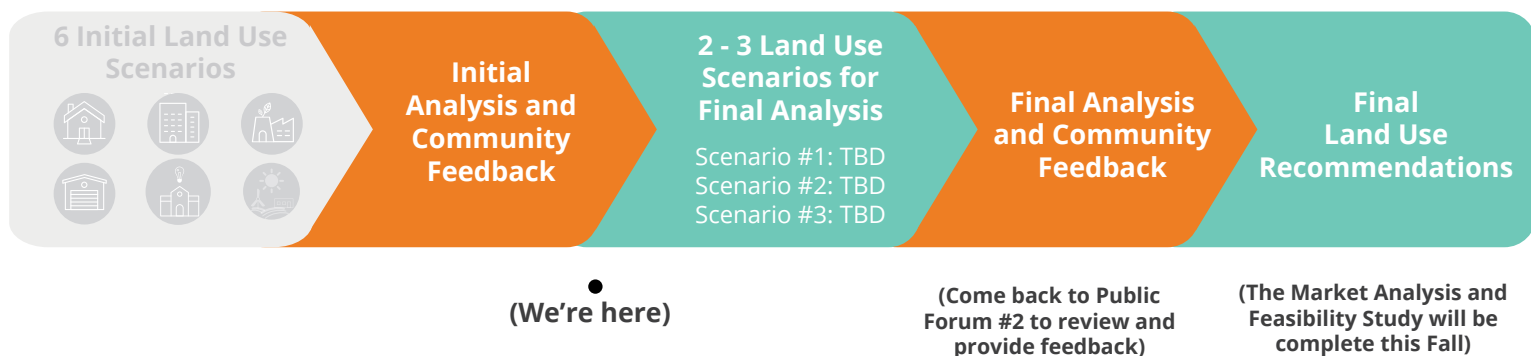 6 Initial Land Use
Scenarios
Initial
Analysis and
Community
Feedback
2 - 3 Land Use
Scenarios for
Final Analysis
Scenario #1: TBD
Scenario #2: TBD
Scenario #3: TBD
Final Analysis
and Community
Feedback
Final
Land Use
Recommendations
(We’re here)
(Come back to Public
Forum #2 to review and
provide feedback)
(The Market Analysis and
Feasibility Study will be
complete this Fall)